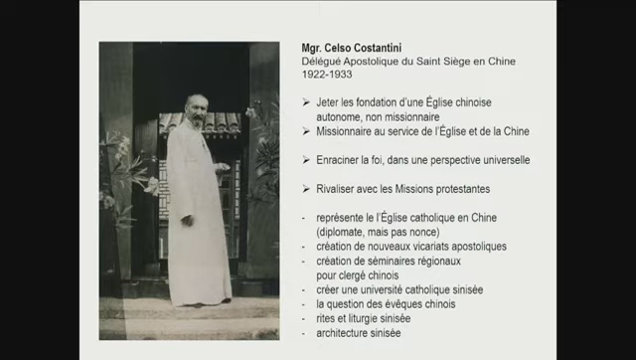 Mgr. Celso Costantini
Délégué Apostolique du Saint Siège en Chine
1922-1933
➢ Jeter les fondation d'une Église chinoise
autonome, non missionnaire
➢ Missionnaire au service de l'Église et de la Chine
➢ Enraciner la foi, dans une perspective universelle
➢ Rivaliser avec les Missions protestantes
- représente le l'Église catholique en Chine
(diplomate, mais pas nonce)
- création de nouveaux vicariats apostoliques
- création de séminaires régionaux
pour clergé chinois
- créer une université catholique sinisée
- la question des évêques chinois
- rites et liturgie sinisée
- architecture sinisée